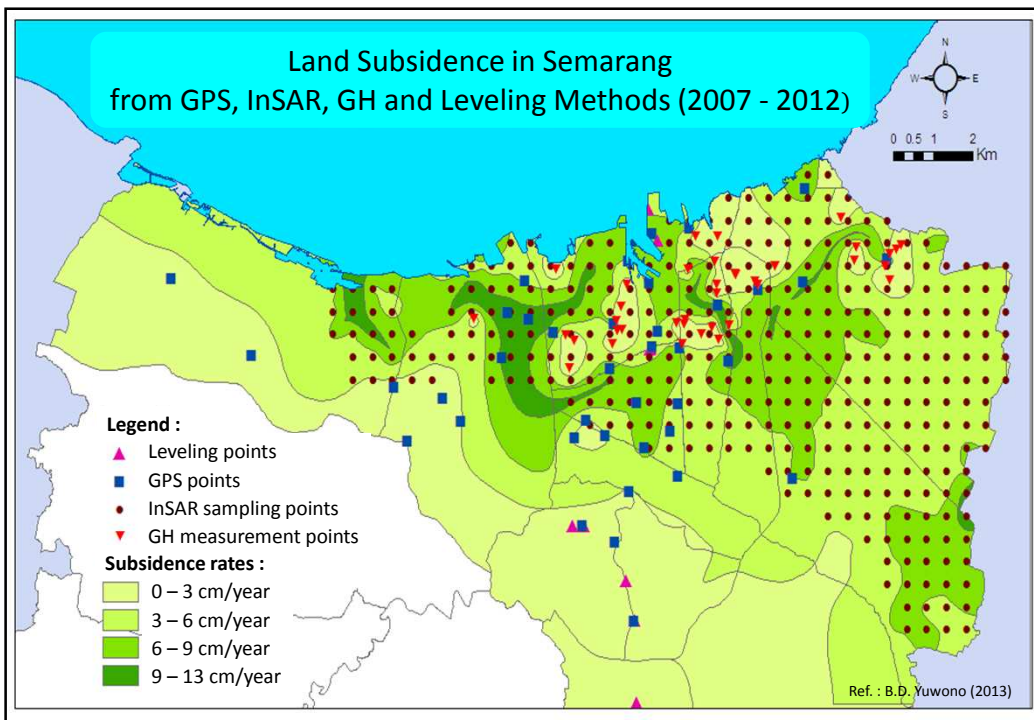 Land Subsidence in Semarang
from GPS, InSAR, GH and Leveling Methods (2007 - 2012)
N
W E
S
0 0.5 1 2
Km
Legend :
Leveling points
GPS points
InSAR sampling points
GH measurement points
Subsidence rates :
0 – 3 cm/year
3 – 6 cm/year
6 – 9 cm/year
9 – 13 cm/year
Ref. : B.D. Yuwono (2013)